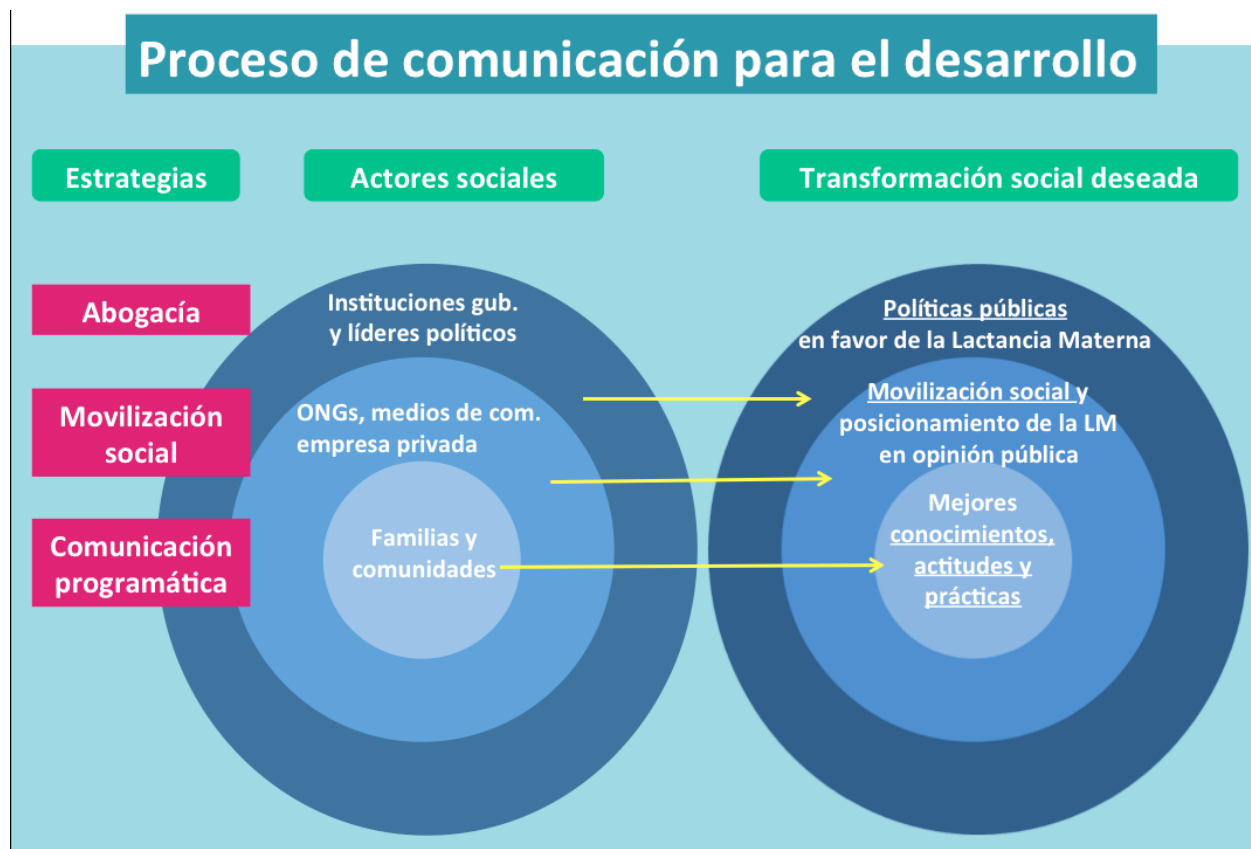 Proceso de comunicación para el desarrollo
Estrategias
Actores sociales
Transformación social deseada
Abogacía
Instituciones gub.
y líderes políticos
Políticas públicas
en favor de la Lactancia Materna
Movilización
social
ONGs, medios de com.
empresa privada
Movilización social y
posicionamiento de la LM
en opinión pública
Comunicación
programática
Familias y
comunidades
Mejores
conocimientos,
actitudes y
prácticas